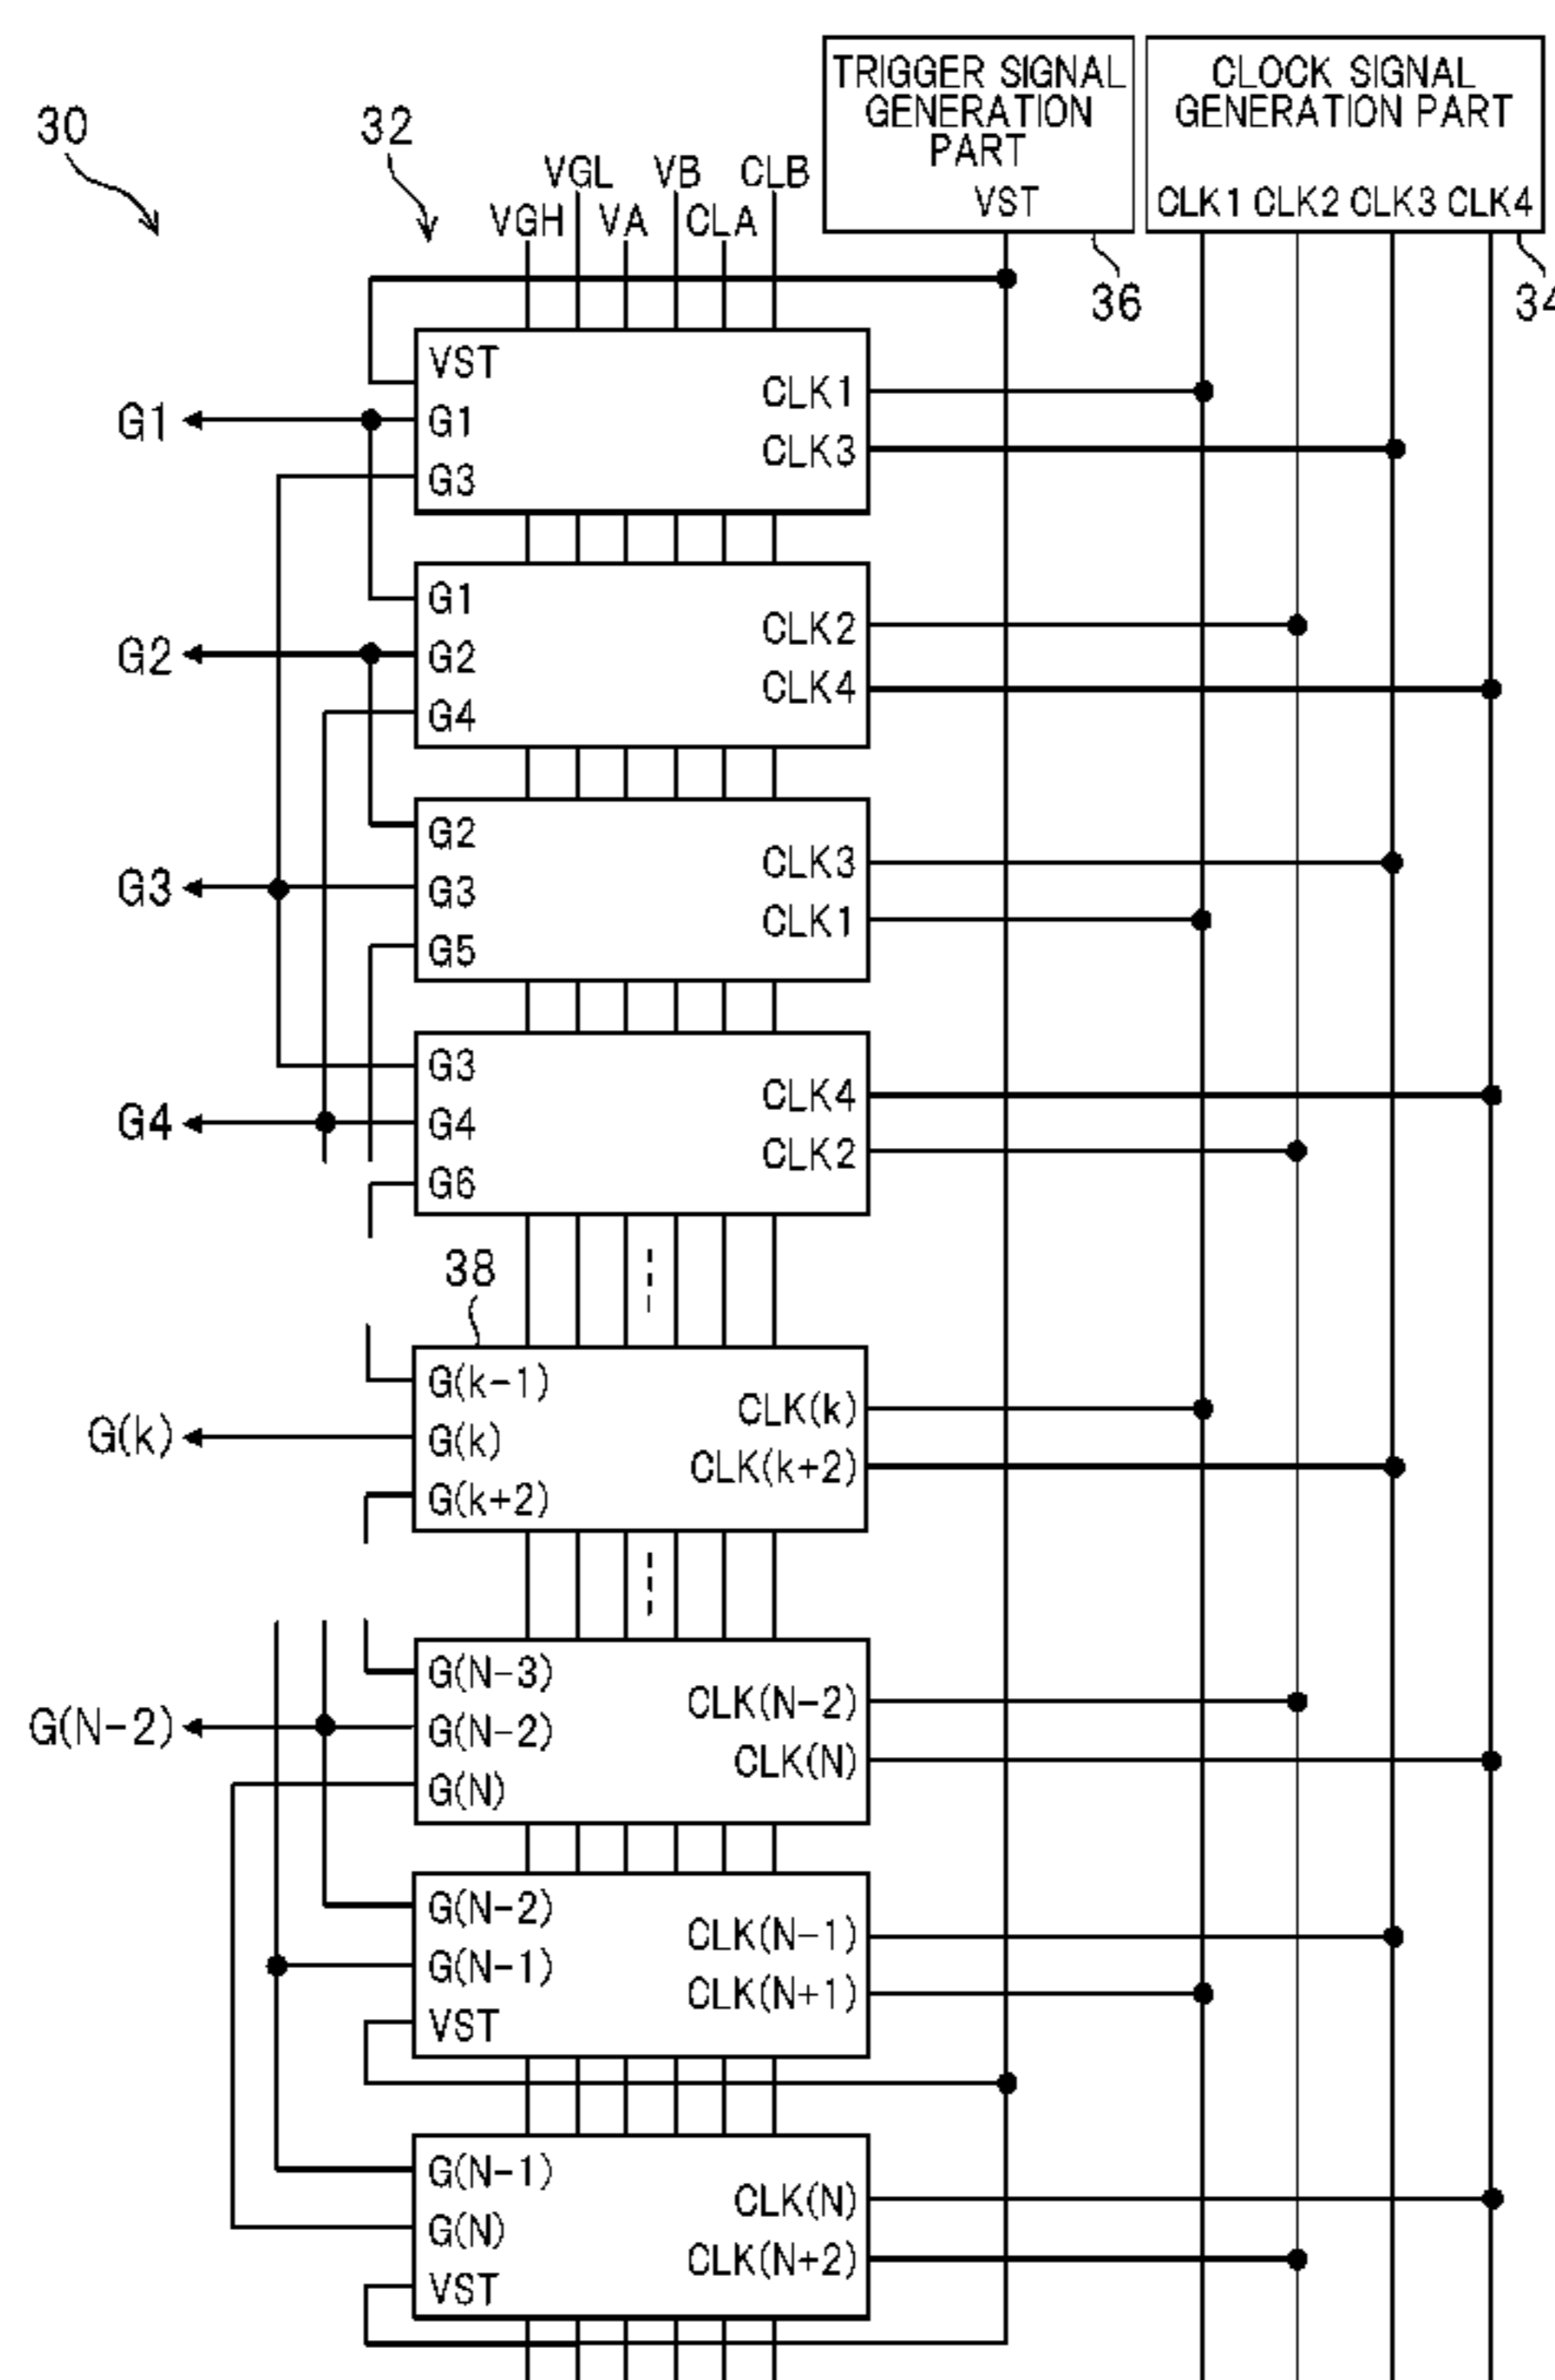 TRIGGER SIGNAL
GENERATION
PART
VST
CLOCK SIGNAL
GENERATION PART
CLK1 CLK2 CLK3 CLK4
30
32
VGL VB CLB
VGH VA CLA
36
34
VST
G1
G3
CLK1
CLK3
G1
G1
G2
G4
CLK2
CLK4
G2
G2
G3
G5
CLK3
CLK1
G3
G3
G4
G6
CLK4
CLK2
G4
38
G(k-1)
G(k)
G(k+2)
CLK(k)
CLK(k+2)
G(k)
G(N-3)
G(N-2)
G(N)
CLK(N-2)
CLK(N)
G(N-2)
G(N-2)
G(N-1)
VST
CLK(N-1)
CLK(N+1)
G(N-1)
G(N)
VST
CLK(N)
CLK(N+2)